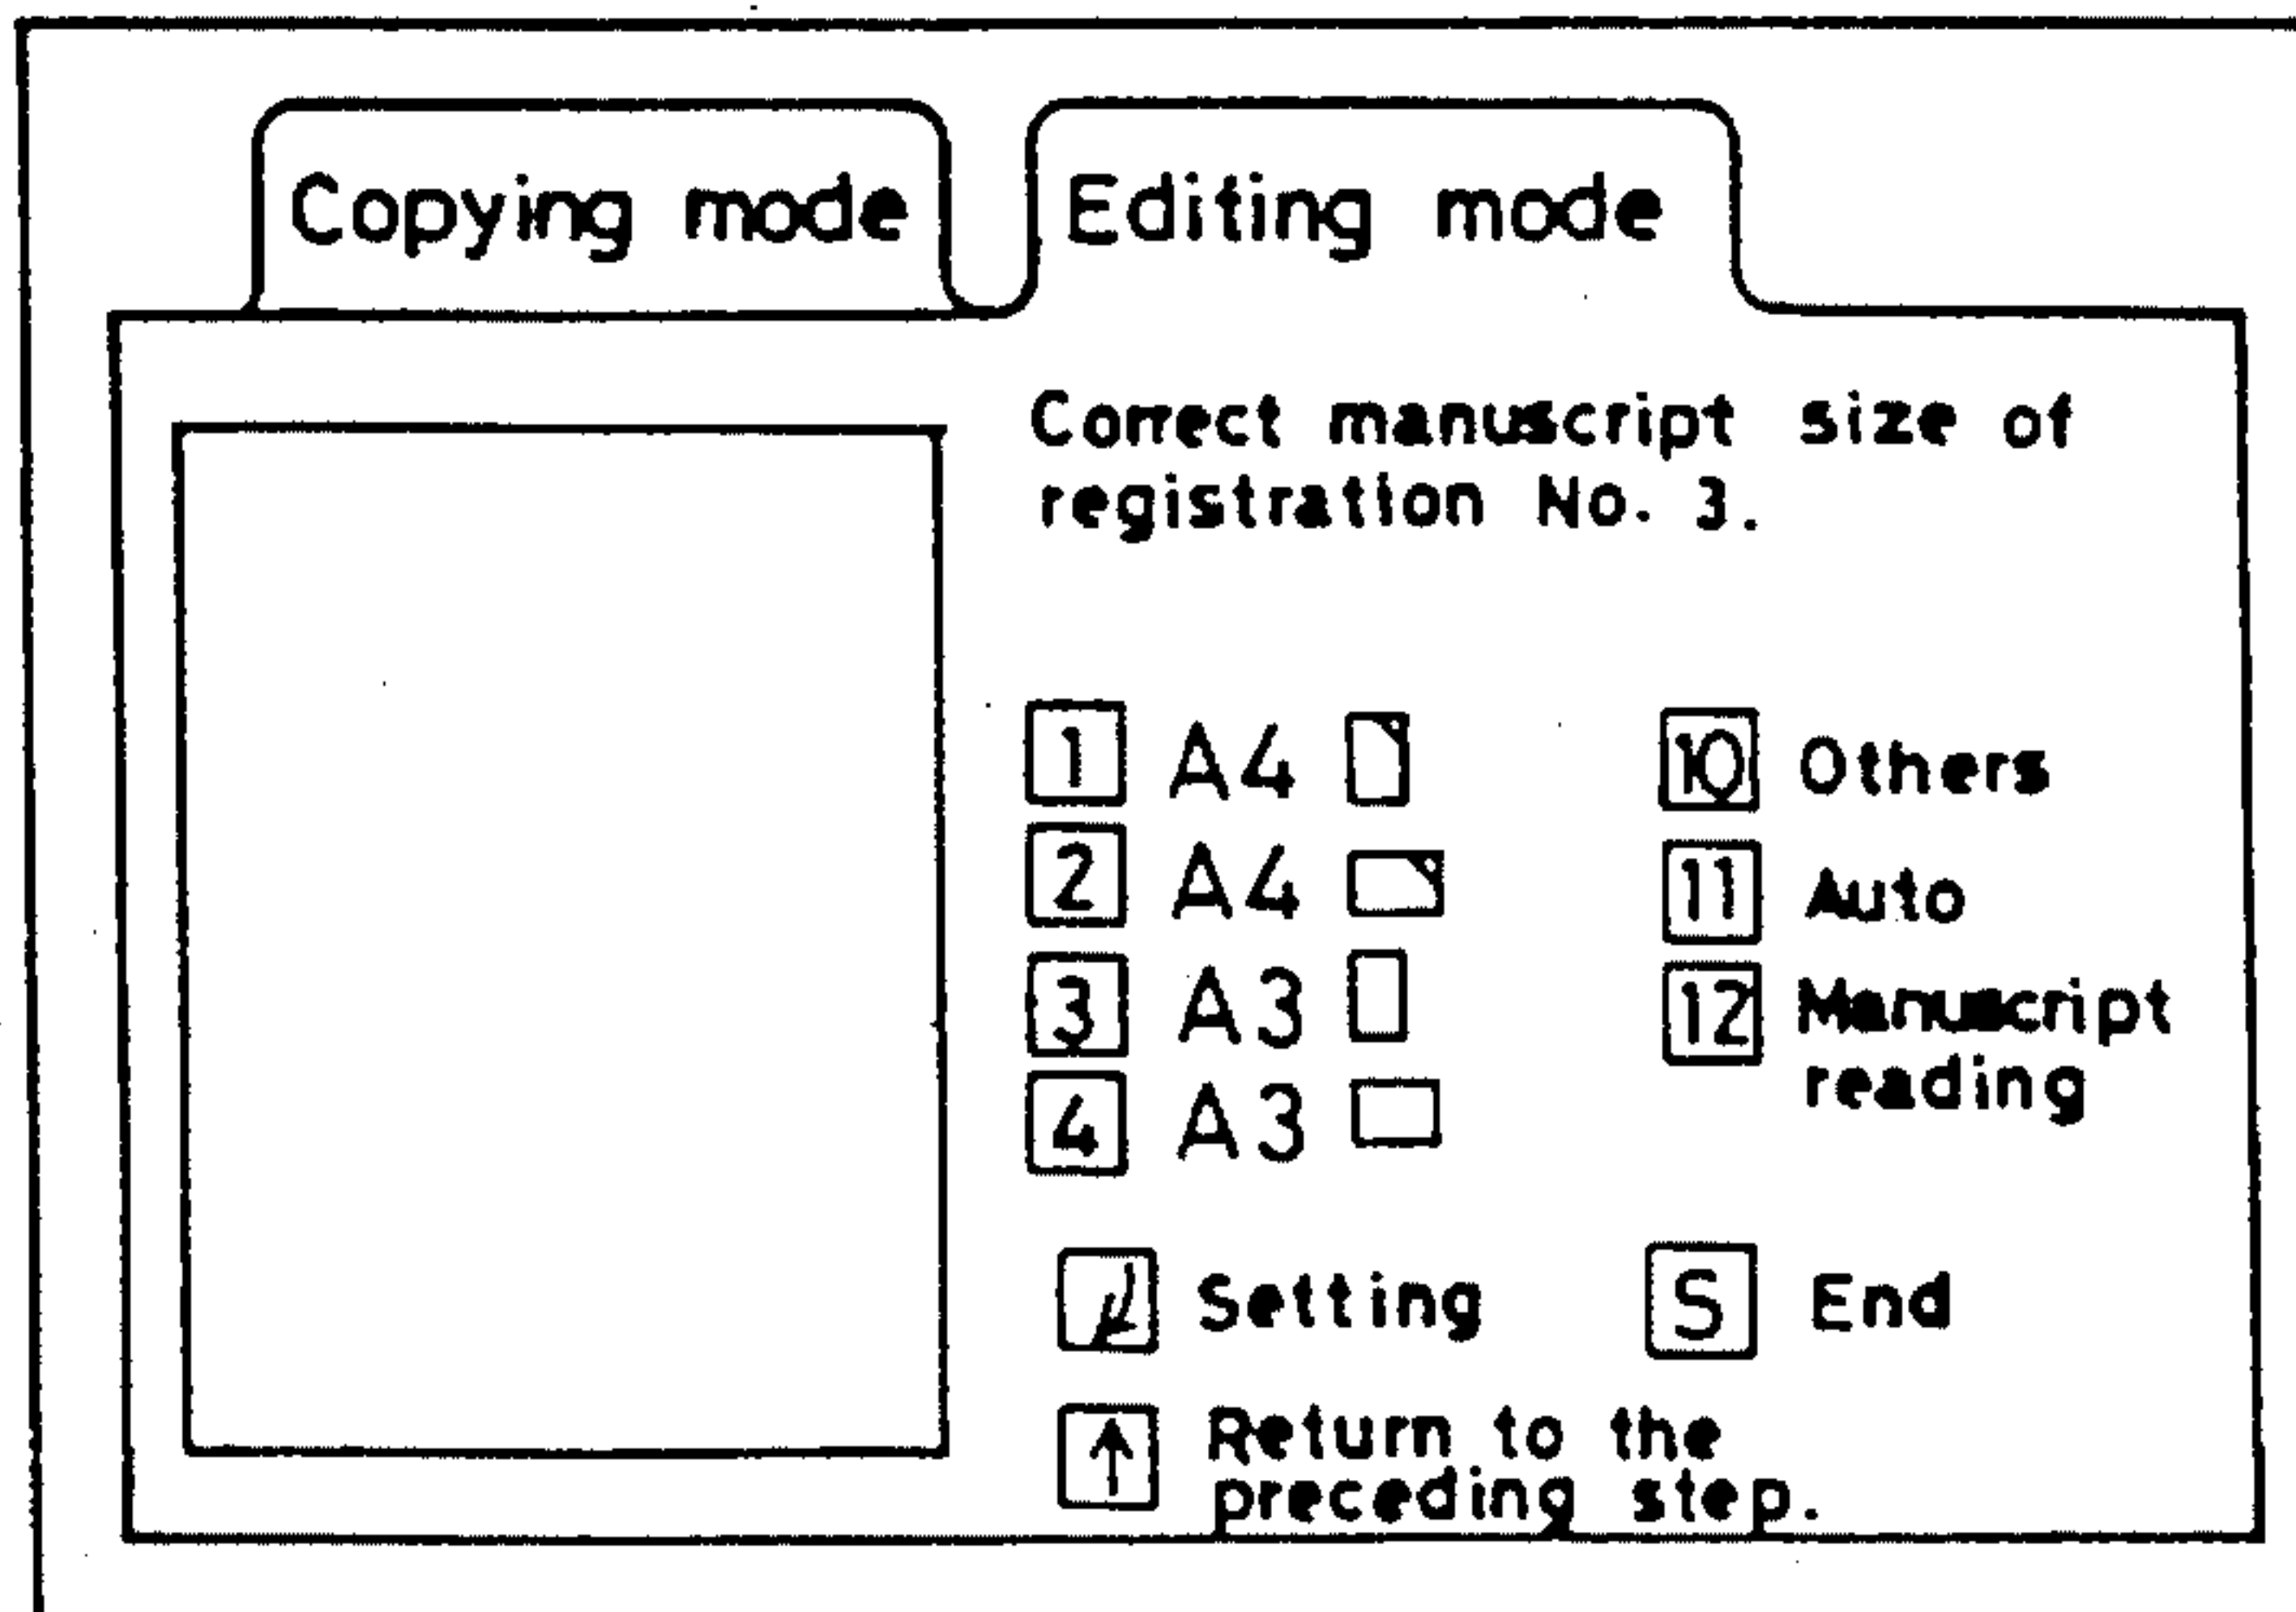 Copying mode Editing mode
Correct manuscript size of
registration No. 3.
1 A4
2 A4
3 A3
4 A3
10 Others
11 Auto
12 Manuscript
reading
Setting
S End
↑ Return to the
preceding step.